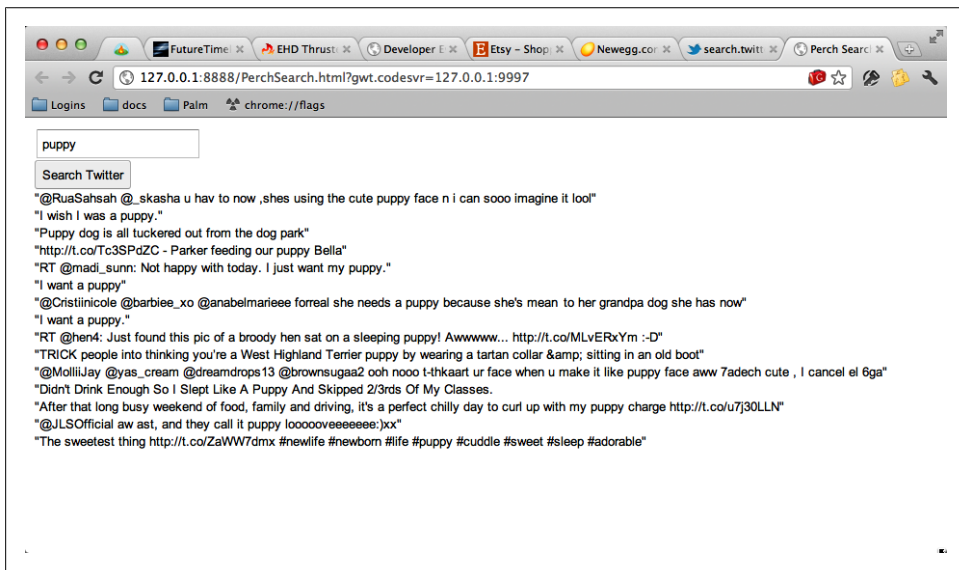 FutureTimel
EHD Thrust
Developer E
Etsy – Shop
Newegg.cor
search.twitt
Perch Searcl
127.0.0.1:8888/PerchSearch.html?gwt.codesvr=127.0.0.1:9997
Logins docs Palm chrome://flags
puppy
Search Twitter
"@RuaSahsah @_skasha u hav to now ,shes using the cute puppy face n i can sooo imagine it lool"
"I wish I was a puppy."
"Puppy dog is all tuckered out from the dog park"
"http://t.co/Tc3SPdZC - Parker feeding our puppy Bella"
"RT @madi_sunn: Not happy with today. I just want my puppy."
"I want a puppy"
"@Cristiinicole @barbiee_xo @anabelmarieee forreal she needs a puppy because she's mean to her grandpa dog she has now"
"I want a puppy."
"RT @hen4: Just found this pic of a broody hen sat on a sleeping puppy! Awwwww... http://t.co/MLvERxYm :-D"
"TRICK people into thinking you're a West Highland Terrier puppy by wearing a tartan collar &amp; sitting in an old boot"
"@MolliiJay @yas_cream @dreamdrops13 @brownsugaa2 ooh nooo t-thkaart ur face when u make it like puppy face aww 7adech cute , I cancel el 6ga"
"Didn't Drink Enough So I Slept Like A Puppy And Skipped 2/3rds Of My Classes.
"After that long busy weekend of food, family and driving, it's a perfect chilly day to curl up with my puppy charge http://t.co/u7j30LLN"
"@JLSOfficial aw ast, and they call it puppy loooooveeeeeee:)xx"
"The sweetest thing http://t.co/ZaWW7dmx #newlife #newborn #life #puppy #cuddle #sweet #sleep #adorable"